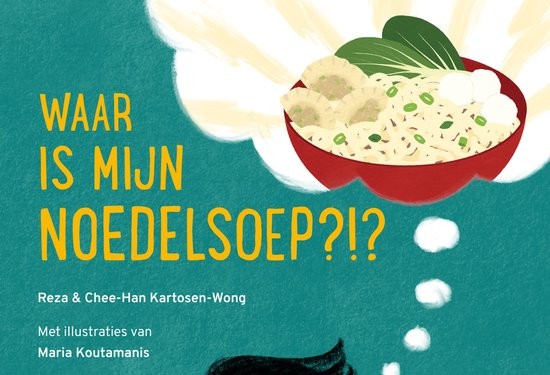 WAAR
IS MIJN
NOEDELSOEP?!?
Reza & Chee-Han Kartosen-Wong
Met illustraties van
Maria Koutamanis